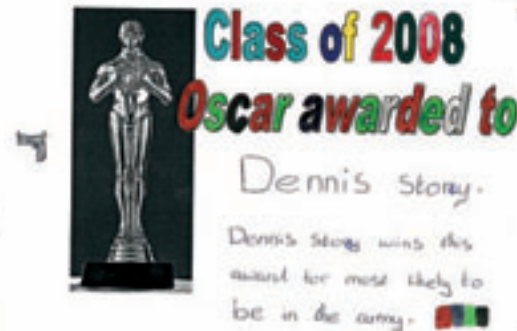 Class of 2008
Oscar awarded to
Dennis Story.
Dennis Story wins this
award for most likely to
be in the army.